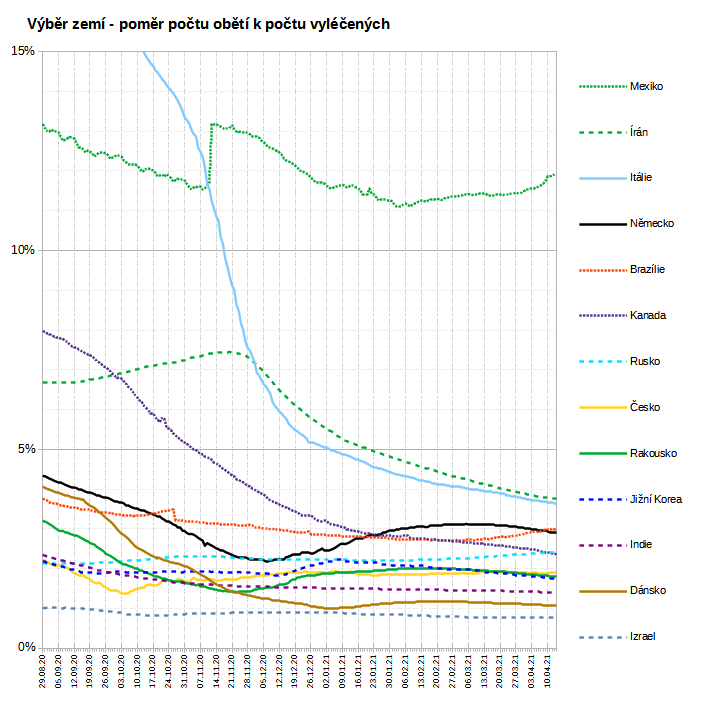 Výběr zemí - poměr počtu obětí k počtu vyléčených
15%
10%
5%
0%
29.08.20
05.09.20
12.09.20
19.09.20
26.09.20
03.10.20
10.10.20
17.10.20
24.10.20
31.10.20
07.11.20
14.11.20
21.11.20
28.11.20
05.12.20
12.12.20
19.12.20
26.12.20
02.01.21
09.01.21
16.01.21
23.01.21
30.01.21
06.02.21
13.02.21
20.02.21
27.02.21
06.03.21
13.03.21
20.03.21
27.03.21
03.04.21
10.04.21
Mexiko
Írán
Itálie
Německo
Brazílie
Kanada
Rusko
Česko
Rakousko
Jižní Korea
Indie
Dánsko
Izrael